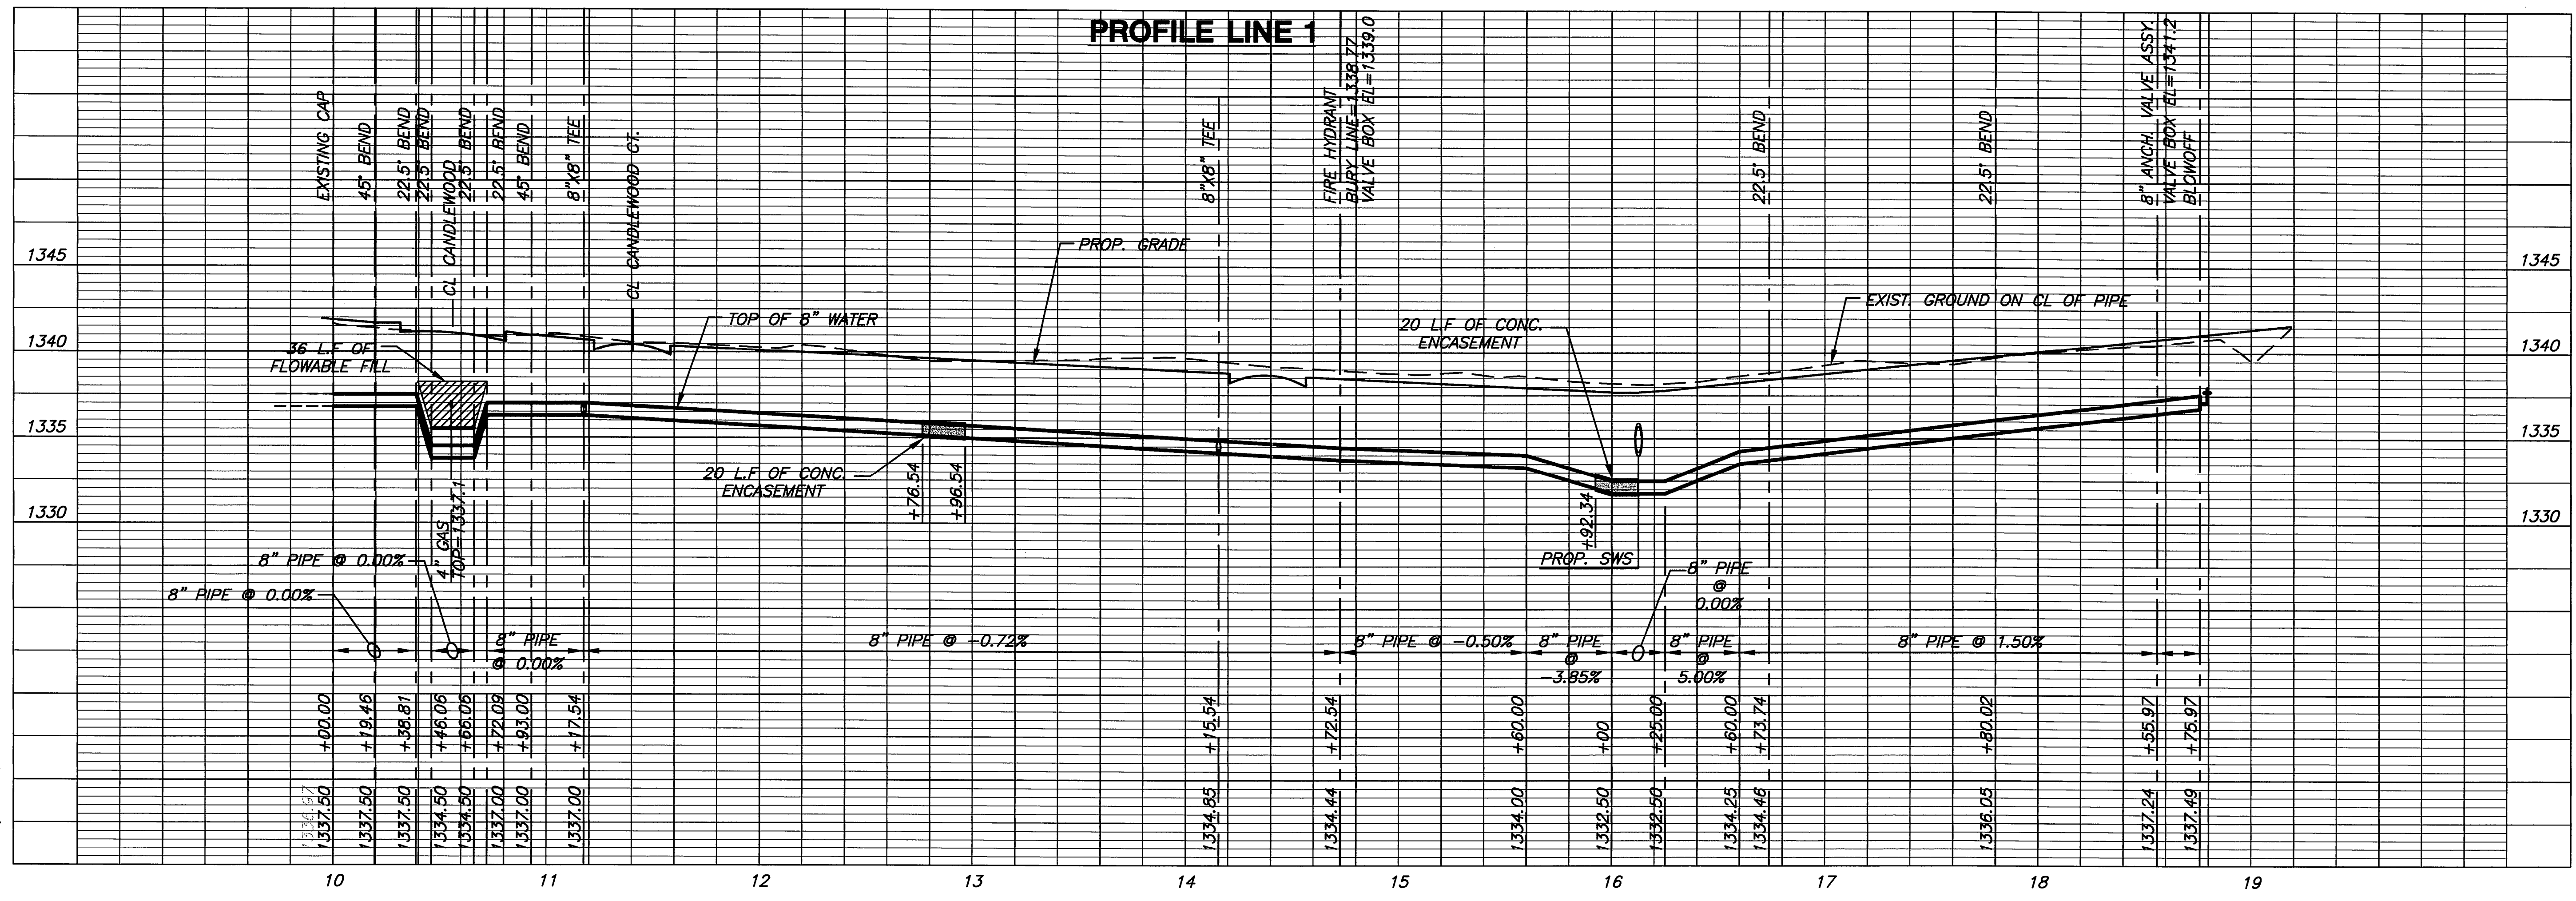 PROFILE LINE 1
EXISTING CAP
45° BEND
22.5° BEND
22.5° BEND
CL CANDLEWOOD
22.5° BEND
22.5° BEND
45° BEND
8"X8" TEE
CL CANDLEWOOD CT.
8"X8" TEE
FIRE HYDRANT
BURY LINE=1338.77
VALVE BOX EL=1339.0
22.5° BEND
22.5° BEND
8" ANCH. VALVE ASSY.
VALVE BOX EL=1341.2
BLOWOFF
1345
1345
PROP. GRADE
EXIST. GROUND ON CL OF PIPE
TOP OF 8" WATER
20 L.F OF CONC.
ENCASEMENT
1340
1340
36 L.F OF
FLOWABLE FILL
1335
1335
20 L.F OF CONC.
ENCASEMENT
+76.54
+96.54
+92.34
1330
1330
4" GAS
TOP=1337.1
PROP. SWS
8" PIPE @ 0.00%
8" PIPE @ 0.00%
8" PIPE
@
0.00%
8" PIPE
@ 0.00%
8" PIPE @ -0.72%
8" PIPE @ -0.50%
8" PIPE
@
-3.85%
8" PIPE
@
5.00%
8" PIPE @ 1.50%
+00.00
+19.46
+38.81
+46.06
+66.06
+72.09
+93.00
+17.54
+15.54
+72.54
+60.00
+00
+25.00
+60.00
+73.74
+80.02
+55.97
+75.97
1336.97
1337.50
1337.50
1337.50
1334.50
1334.50
1337.00
1337.00
1337.00
1334.85
1334.44
1334.00
1332.50
1332.50
1334.25
1334.46
1336.05
1337.24
1337.49
10
11
12
13
14
15
16
17
18
19